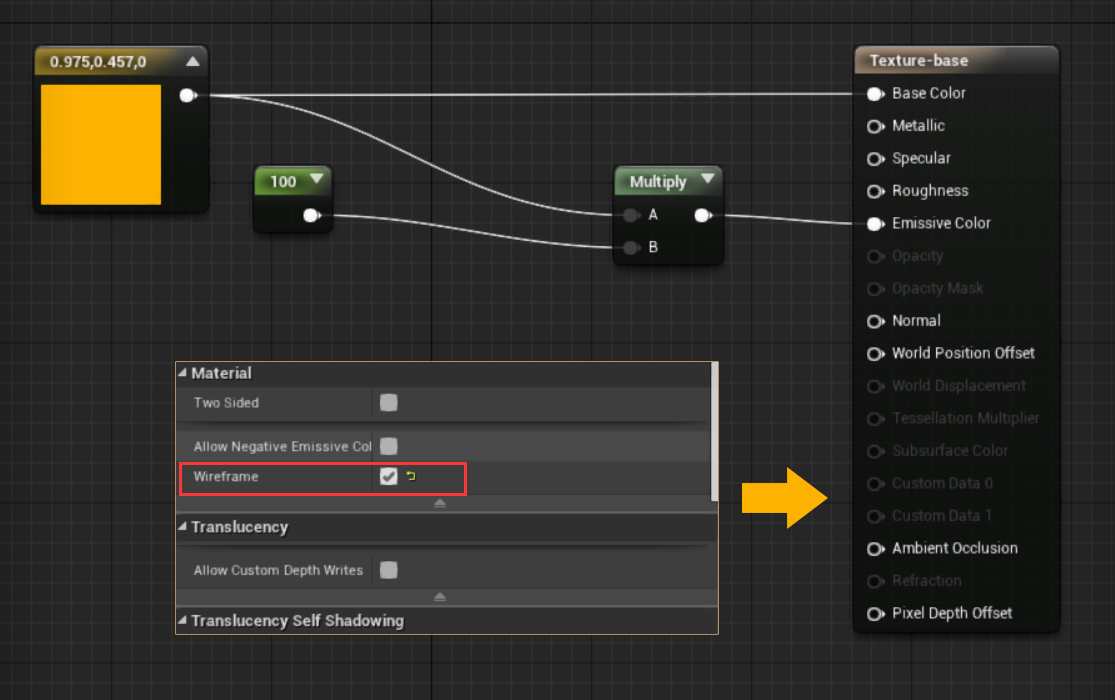 0.975,0.457,0
100
Multiply
A
B
Texture-base
Base Color
Metallic
Specular
Roughness
Emissive Color
Opacity
Opacity Mask
Normal
World Position Offset
World Displacement
Tessellation Multiplier
Subsurface Color
Custom Data 0
Custom Data 1
Ambient Occlusion
Refraction
Pixel Depth Offset
Material
Two Sided
Allow Negative Emissive Col
Wireframe
Translucency
Allow Custom Depth Writes
Translucency Self Shadowing